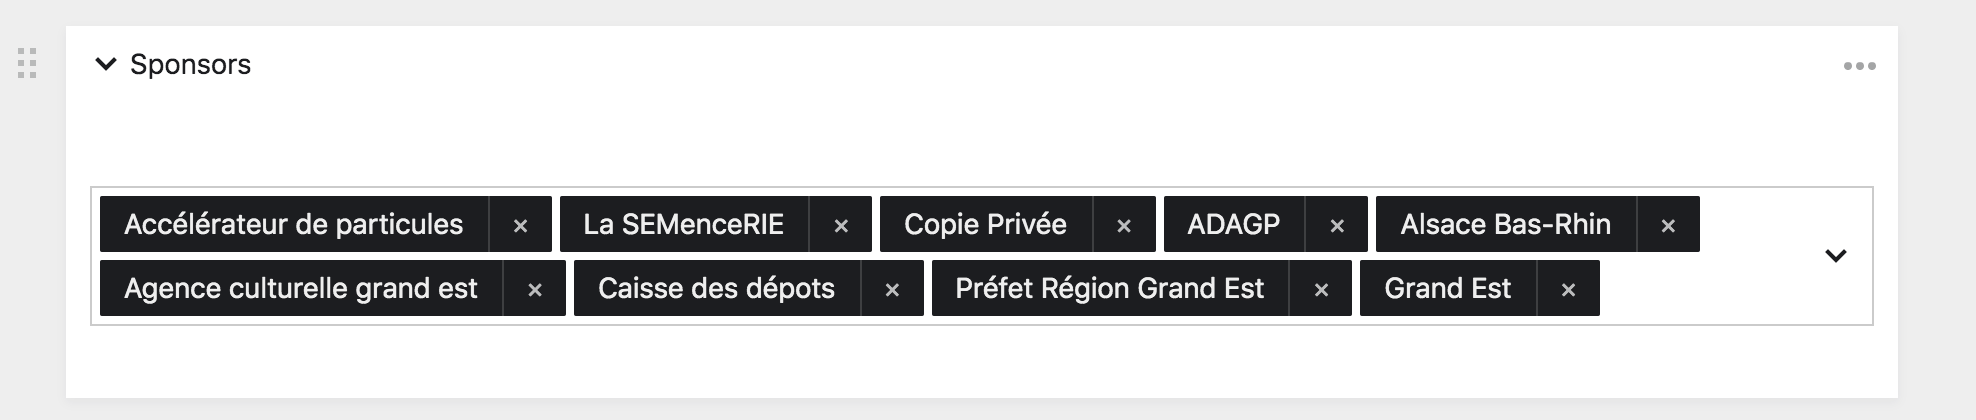 Sponsors
Accélérateur de particules × La SEMenceRIE × Copie Privée × ADAGP × Alsace Bas-Rhin ×
Agence culturelle grand est × Caisse des dépots × Préfet Région Grand Est × Grand Est ×